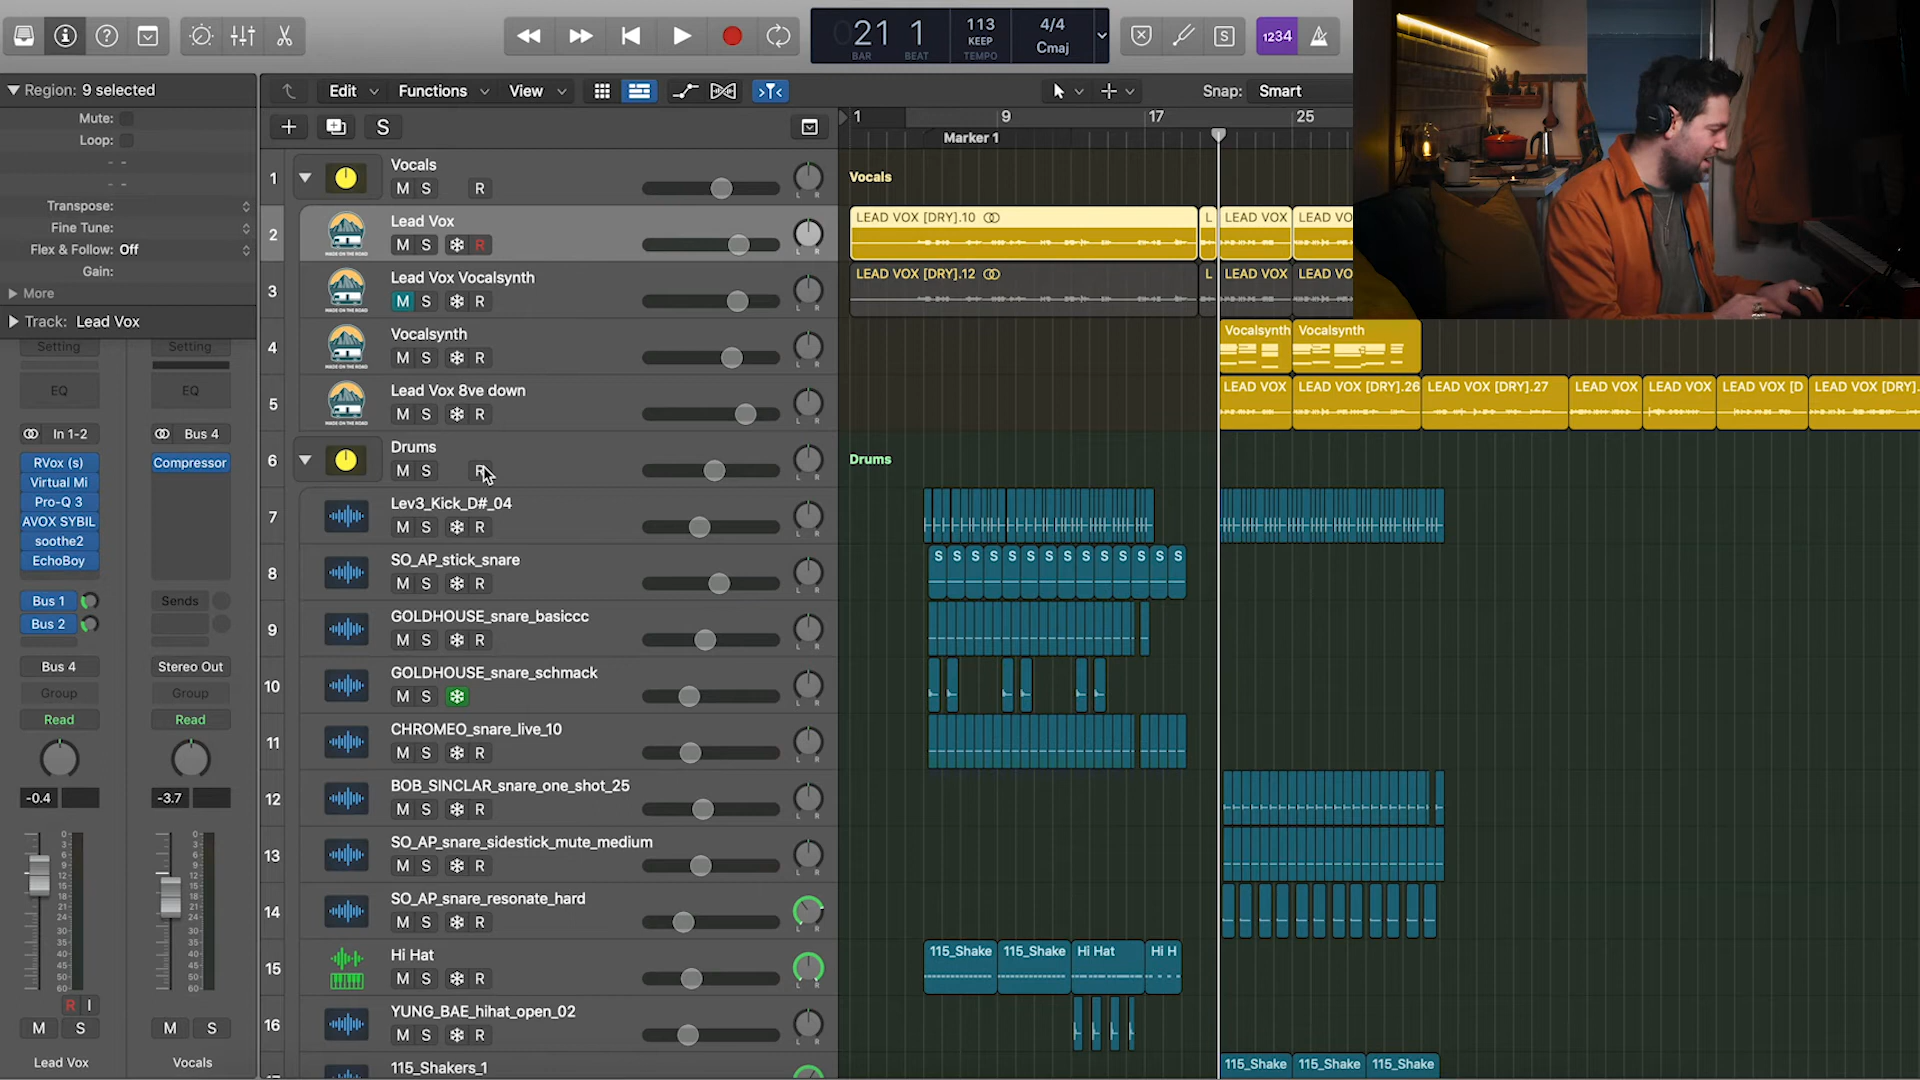 21 1
BAR BEAT
113
KEEP
TEMPO
4/4
Cmaj
1234
S
Region: 9 selected
Mute:
Loop:
Transpose:
Fine Tune:
Flex & Follow: Off
Gain:
More
Track: Lead Vox
Setting
EQ
In 1-2
RVox (s)
Virtual Mi
Pro-Q 3
AVOX SYBIL
soothe2
EchoBoy
Bus 1
Bus 2
Bus 4
Group
Read
-0.4
R I
M S
Lead Vox
Setting
EQ
Bus 4
Compressor
Sends
Stereo Out
Group
Read
-3.7
M S
Vocals
Edit Functions View
Snap: Smart
S
1 9 17 25
Marker 1
1 Vocals
M S R
2 Lead Vox
M S R
3 Lead Vox Vocalsynth
M S R
4 Vocalsynth
M S R
5 Lead Vox 8ve down
M S R
6 Drums
M S R
7 Lev3_Kick_D#_04
M S R
8 SO_AP_stick_snare
M S R
9 GOLDHOUSE_snare_basiccc
M S R
10 GOLDHOUSE_snare_schmack
M S
11 CHROMEO_snare_live_10
M S R
12 BOB_SINCLAR_snare_one_shot_25
M S R
13 SO_AP_snare_sidestick_mute_medium
M S R
14 SO_AP_snare_resonate_hard
M S R
15 Hi Hat
M S R
16 YUNG_BAE_hihat_open_02
M S R
115_Shakers_1
Vocals
LEAD VOX [DRY].10 L LEAD VOX LEAD VO
LEAD VOX [DRY].12 L LEAD VOX LEAD VO
Vocalsynth Vocalsynth
LEAD VOX LEAD VOX [DRY].26 LEAD VOX [DRY].27 LEAD VOX LEAD VOX LEAD VOX [D LEAD VOX [DRY].
Drums
S S S S S S S S S S S S S S
115_Shake 115_Shake Hi Hat Hi H
115_Shake 115_Shake 115_Shake